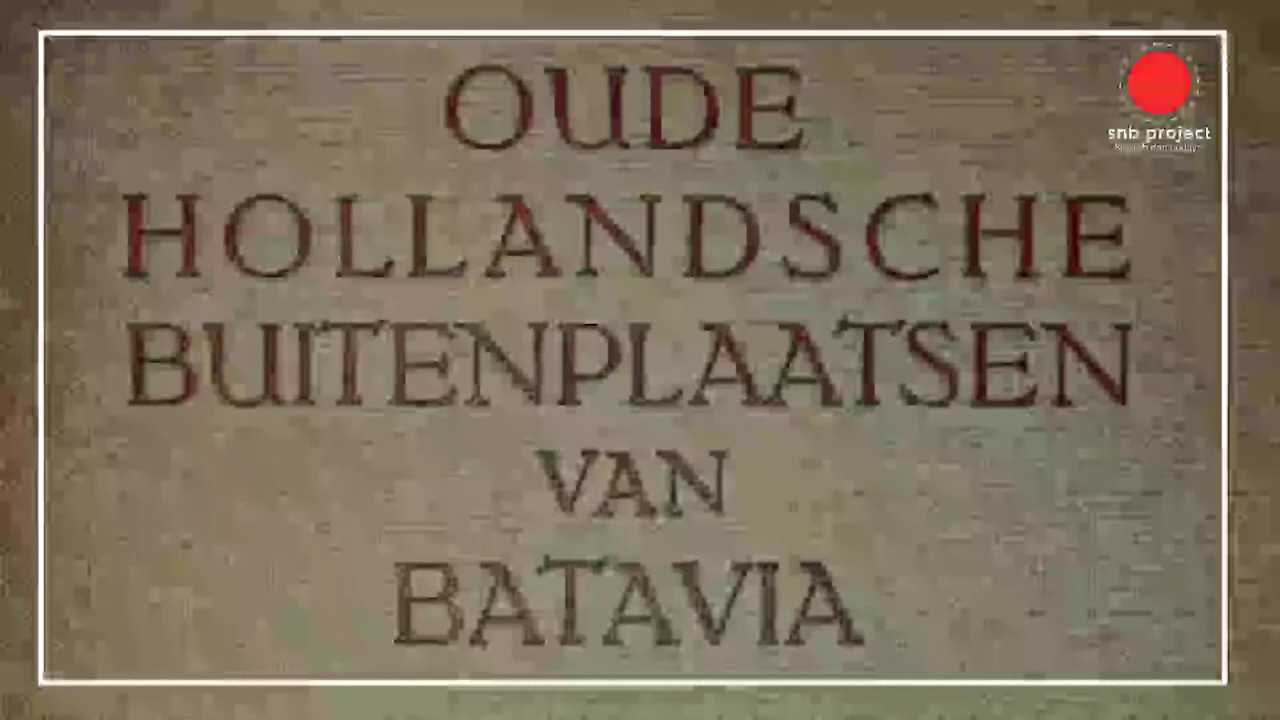 OUDE
HOLLANDSCHE
BUITENPLAATSEN
VAN
BATAVIA
snb project